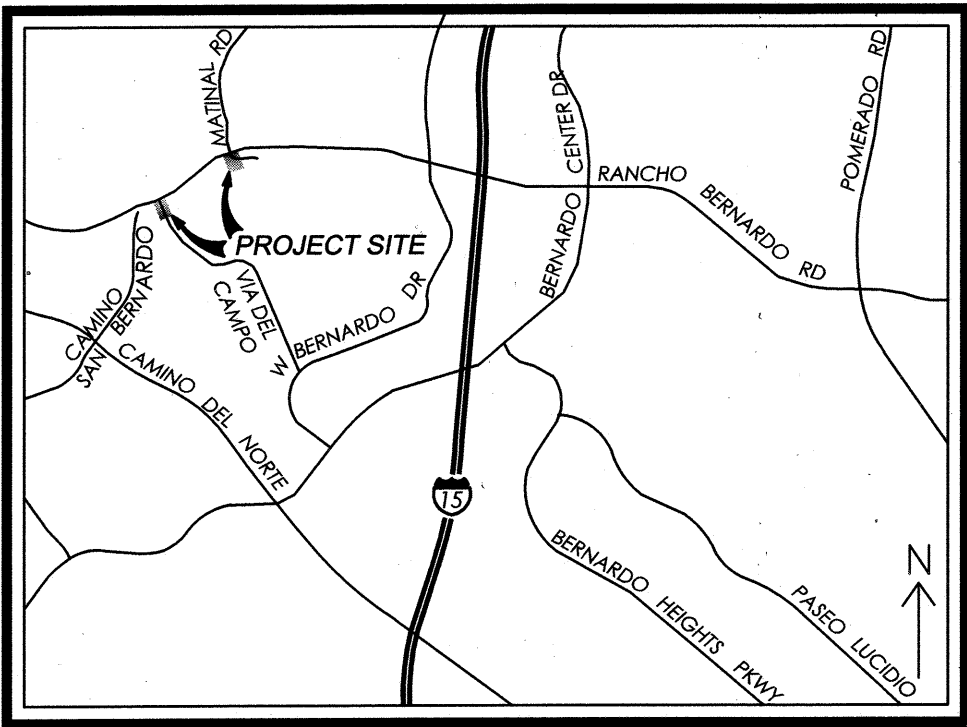 MATINAL RD
CENTER DR
POMERADO RD
RANCHO
BERNARDO RD
BERNARDO
PROJECT SITE
CAMINO
SAN BERNARDO
VIA DEL
CAMPO
W BERNARDO DR
CAMINO DEL NORTE
15
BERNARDO HEIGHTS PKWY
PASEO LUCIDIO
N